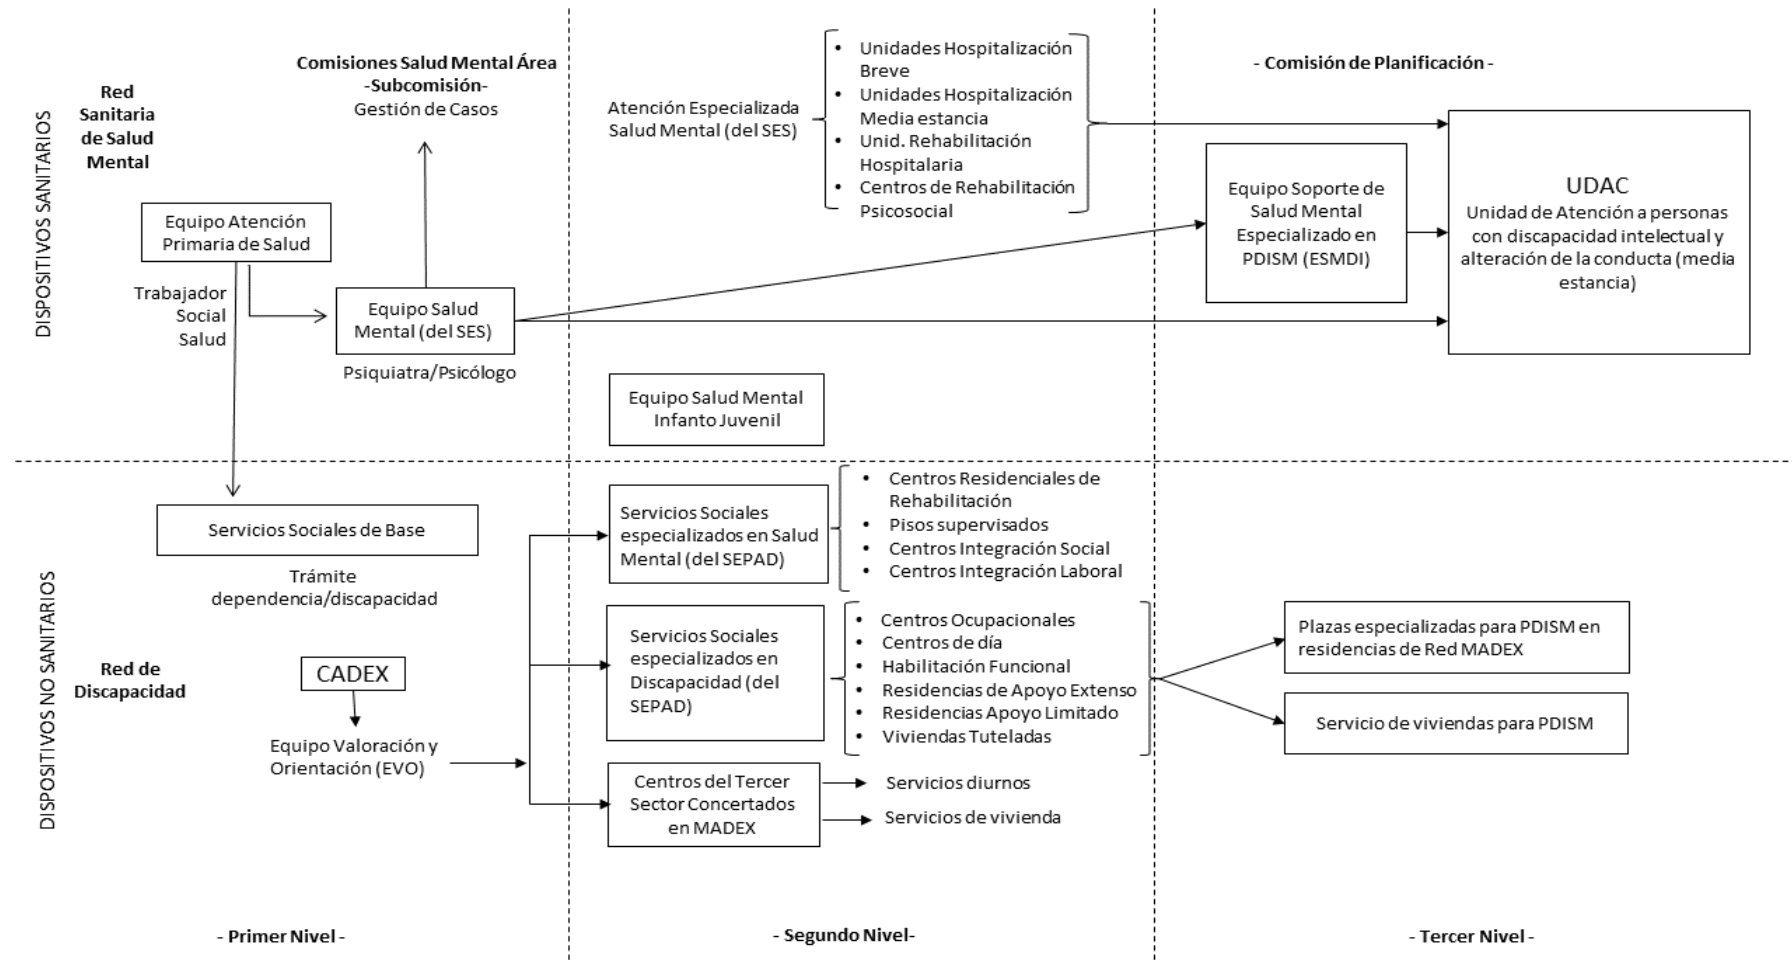 DISPOSITIVOS SANITARIOS
Red
Sanitaria
de Salud
Mental
Comisiones Salud Mental Área
-Subcomisión-
Gestión de Casos
Equipo Atención
Primaria de Salud
Trabajador
Social
Salud
Equipo Salud
Mental (del SES)
Psiquiatra/Psicólogo
Atención Especializada
Salud Mental (del SES)
• Unidades Hospitalización
Breve
• Unidades Hospitalización
Media estancia
• Unid. Rehabilitación
Hospitalaria
• Centros de Rehabilitación
Psicosocial
Equipo Salud Mental
Infanto Juvenil
- Comisión de Planificación -
Equipo Soporte de
Salud Mental
Especializado en
PDISM (ESMDI)
UDAC
Unidad de Atención a personas
con discapacidad intelectual y
alteración de la conducta (media
estancia)
DISPOSITIVOS NO SANITARIOS
Red de
Discapacidad
Servicios Sociales de Base
Trámite
dependencia/discapacidad
CADEX
Equipo Valoración y
Orientación (EVO)
Servicios Sociales
especializados en Salud
Mental (del SEPAD)
• Centros Residenciales de
Rehabilitación
• Pisos supervisados
• Centros Integración Social
• Centros Integración Laboral
Servicios Sociales
especializados en
Discapacidad (del
SEPAD)
• Centros Ocupacionales
• Centros de día
• Habilitación Funcional
• Residencias de Apoyo Extenso
• Residencias Apoyo Limitado
• Viviendas Tuteladas
Centros del Tercer
Sector Concertados
en MADEX
Servicios diurnos
Servicios de vivienda
Plazas especializadas para PDISM en
residencias de Red MADEX
Servicio de viviendas para PDISM
- Primer Nivel -
- Segundo Nivel-
- Tercer Nivel -